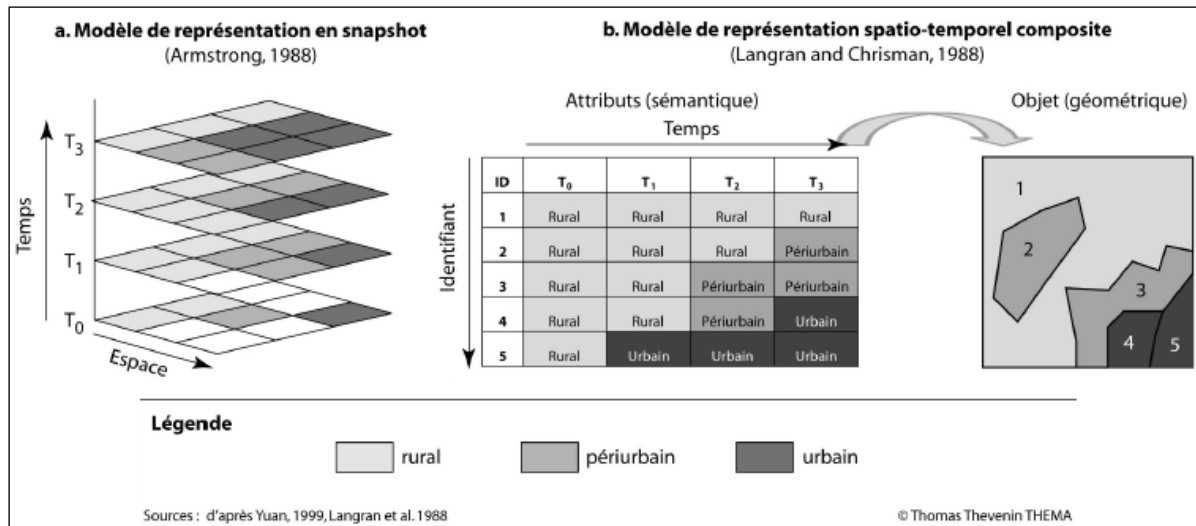 a. Modèle de représentation en snapshot
(Armstrong, 1988)
Temps
T3
T2
T1
T0
Espace
b. Modèle de représentation spatio-temporel composite
(Langran and Chrisman, 1988)
Attributs (sémantique)
Temps
Objet (géométrique)
Identifiant
ID T0 T1 T2 T3
1 Rural Rural Rural Rural
2 Rural Rural Rural Périurbain
3 Rural Rural Périurbain Périurbain
4 Rural Rural Périurbain Urbain
5 Rural Urbain Urbain Urbain
1
2
3
4
5
Légende
rural périurbain urbain
Sources : d'après Yuan, 1999, Langran et al. 1988
© Thomas Thevenin THEMA